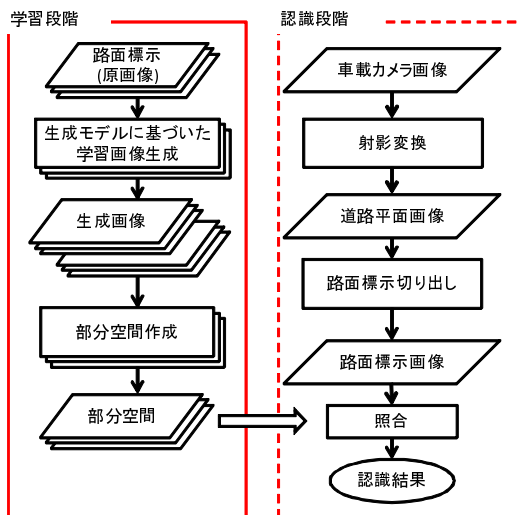 学習段階
路面標示
(原画像)
生成モデルに基づいた
学習画像生成
生成画像
部分空間作成
部分空間
認識段階
車載カメラ画像
射影変換
道路平面画像
路面標示切り出し
路面標示画像
照合
認識結果